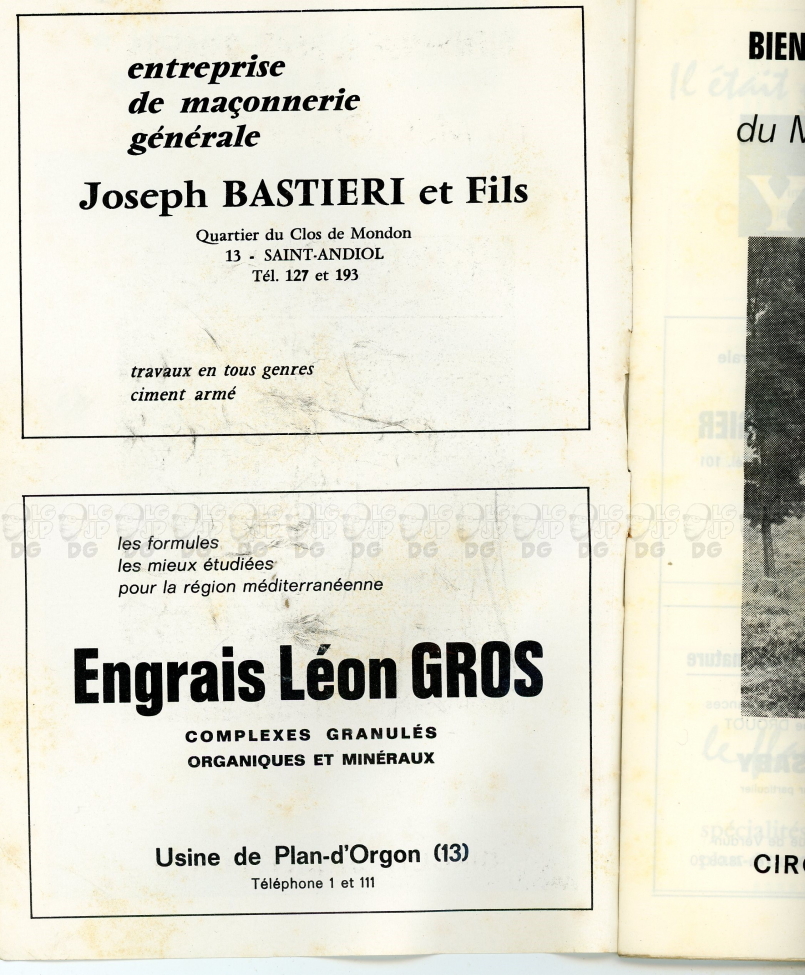 entreprise
de maçonnerie
générale
Joseph BASTIERI et Fils
Quartier du Clos de Mondon
13 - SAINT-ANDIOL
Tél. 127 et 193
travaux en tous genres
ciment armé
les formules
les mieux étudiées
pour la région méditerranéenne
Engrais Léon GROS
COMPLEXES GRANULÉS
ORGANIQUES ET MINÉRAUX
Usine de Plan-d'Orgon (13)
Téléphone 1 et 111
BIEN
du M
CIRC